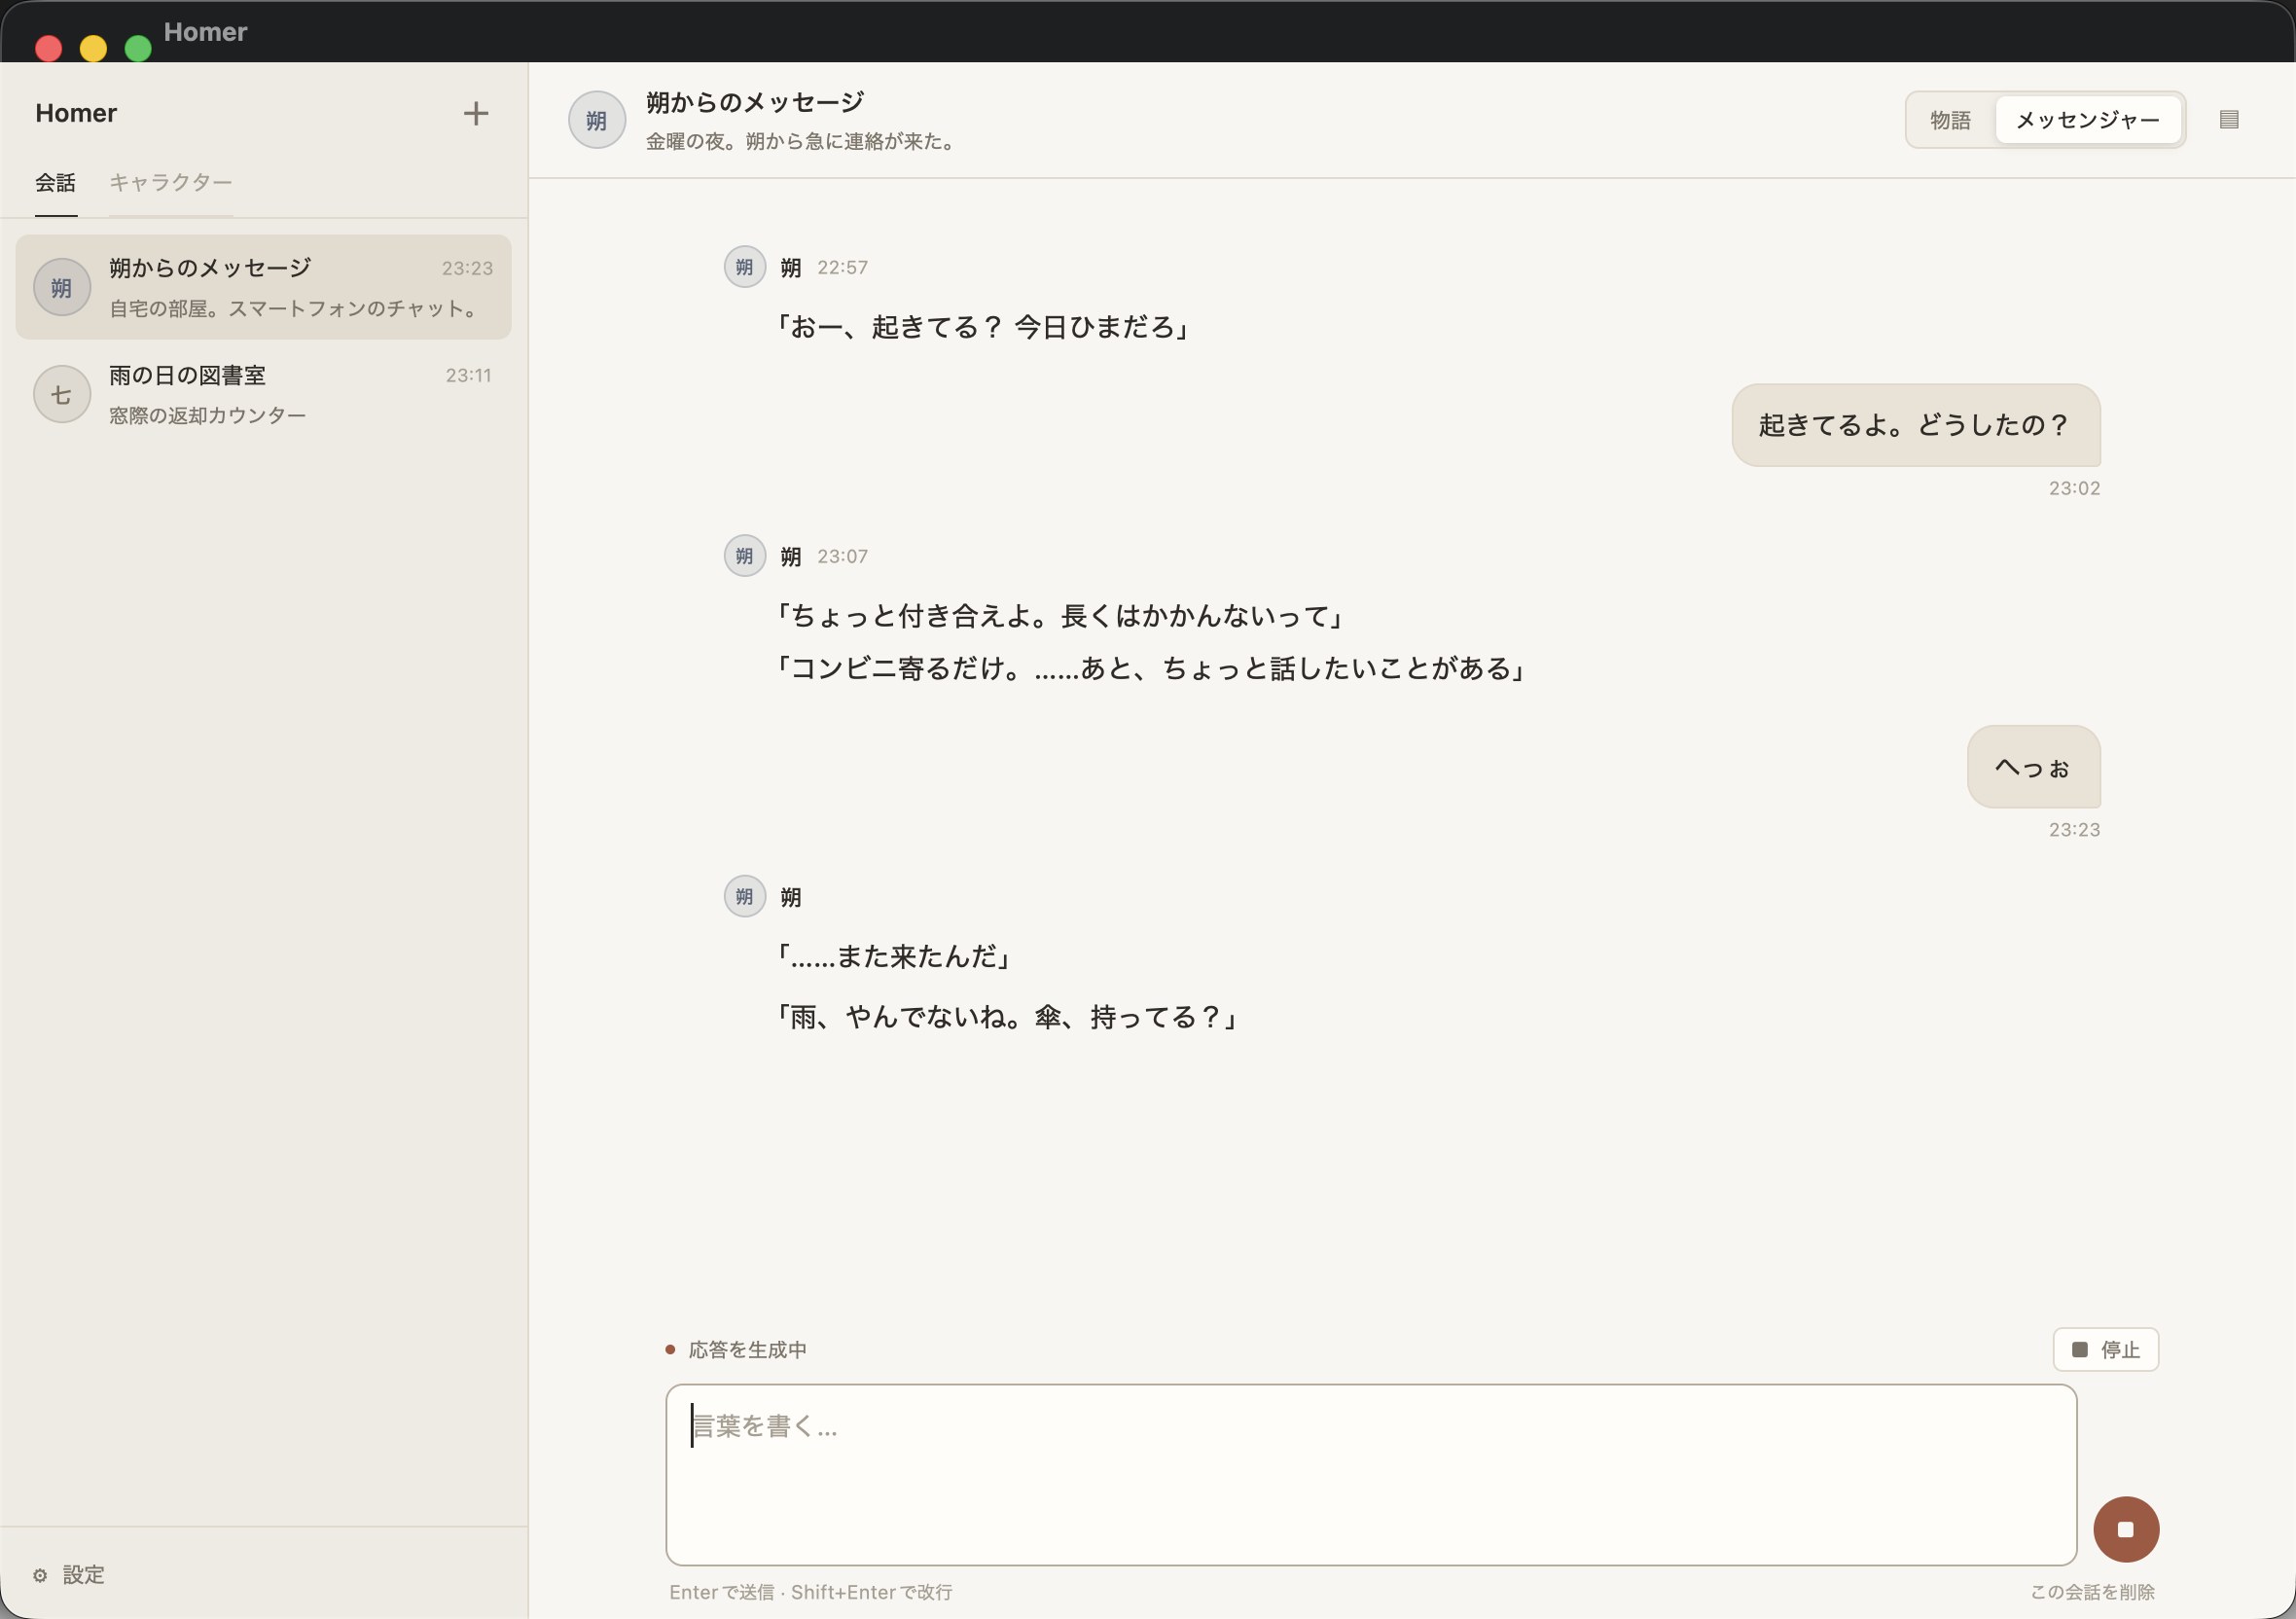 Homer
Homer
会話 キャラクター
朔
朔からのメッセージ 23:23
自宅の部屋。スマートフォンのチャット。
七
雨の日の図書室 23:11
窓際の返却カウンター
設定
朔
朔からのメッセージ
金曜の夜。朔から急に連絡が来た。
物語 メッセンジャー
朔 朔 22:57
「おー、起きてる？ 今日ひまだろ」
起きてるよ。どうしたの？
23:02
朔 朔 23:07
「ちょっと付き合えよ。長くはかかんないって」
「コンビニ寄るだけ。……あと、ちょっと話したいことがある」
へっぉ
23:23
朔 朔
「……また来たんだ」
「雨、やんでないね。傘、持ってる？」
応答を生成中
停止
言葉を書く…
Enterで送信 · Shift+Enterで改行
この会話を削除